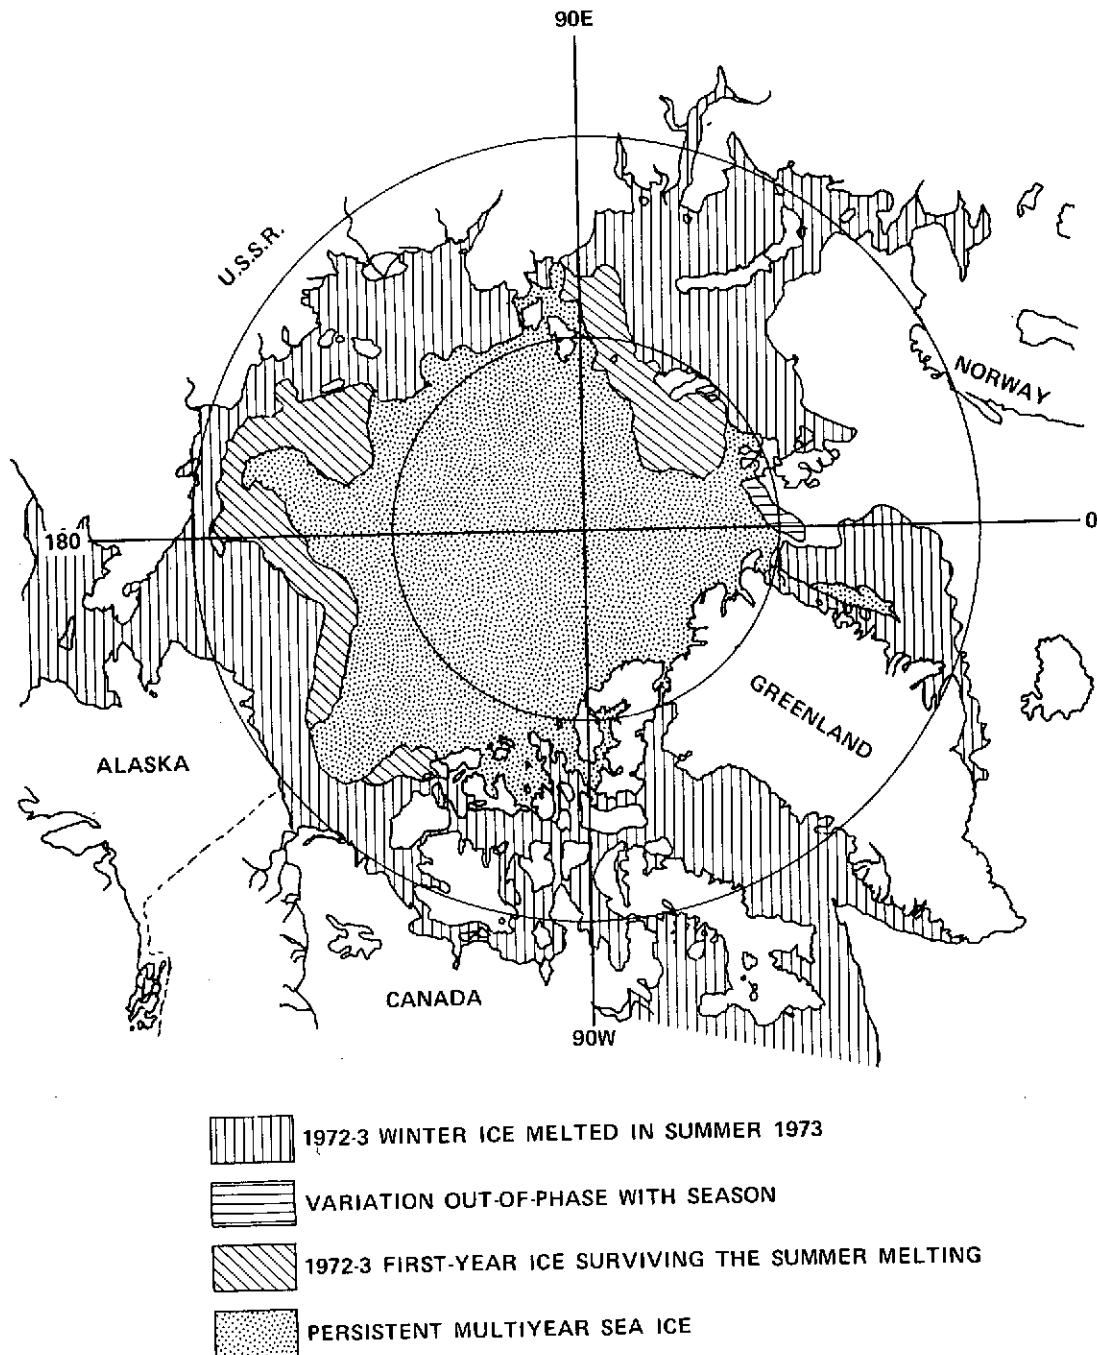 90E
U.S.S.R.
NORWAY
180
0
GREENLAND
ALASKA
CANADA
90W
1972-3 WINTER ICE MELTED IN SUMMER 1973
VARIATION OUT-OF-PHASE WITH SEASON
1972-3 FIRST-YEAR ICE SURVIVING THE SUMMER MELTING
PERSISTENT MULTIYEAR SEA ICE